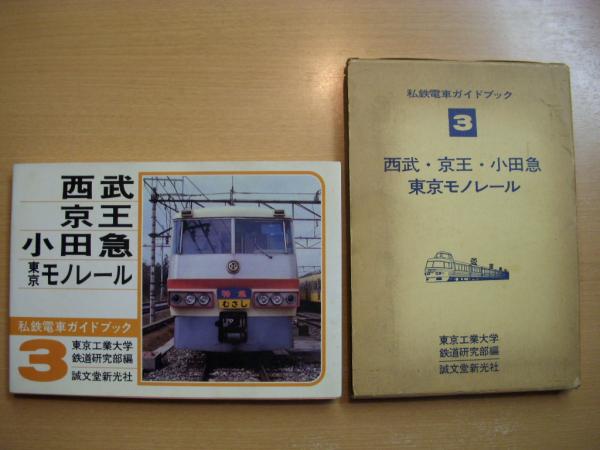 西武
京王
小田急
東京モノレール
特急
むさし
私鉄電車ガイドブック
3
東京工業大学
鉄道研究部編
誠文堂新光社
私鉄電車ガイドブック
3
西武・京王・小田急
東京モノレール
東京工業大学
鉄道研究部編
誠文堂新光社